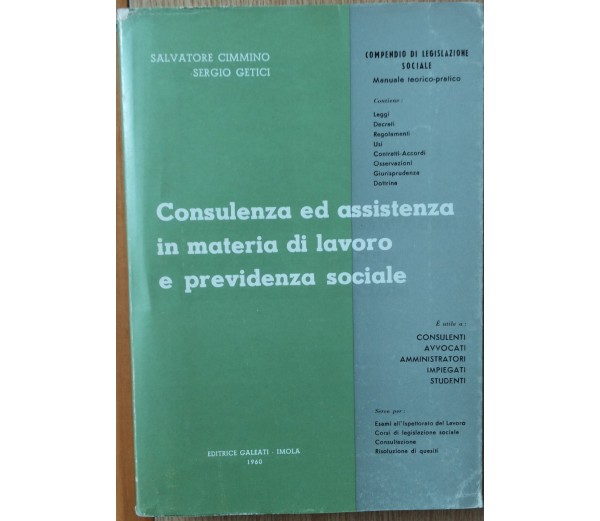 SALVATORE CIMMINO
SERGIO GETICI
COMPENDIO DI LEGISLAZIONE
SOCIALE
Manuale teorico-pratico
Contiene:
Leggi
Decreti
Regolamenti
Usi
Contratti-Accordi
Osservazioni
Giurisprudenza
Dottrina
Consulenza ed assistenza
in materia di lavoro
e previdenza sociale
È utile a:
CONSULENTI
AVVOCATI
AMMINISTRATORI
IMPIEGATI
STUDENTI
Serve per:
Esami all'Ispettorato del Lavoro
Corsi di legislazione sociale
Consultazione
Risoluzione di quesiti
EDITRICE GALEATI - IMOLA
1960